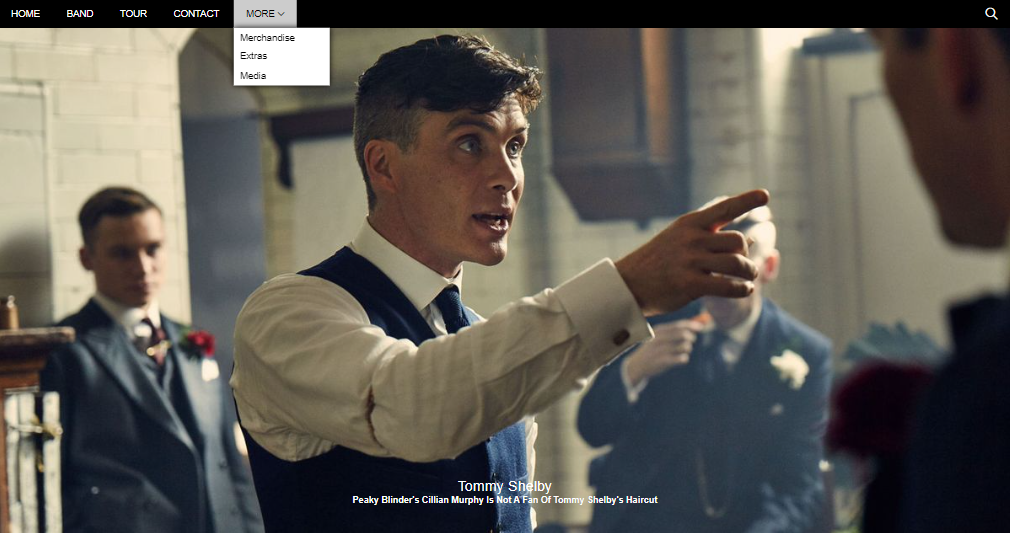 HOME BAND TOUR CONTACT MORE
Merchandise
Extras
Media
Tommy Shelby
Peaky Blinder's Cillian Murphy Is Not A Fan Of Tommy Shelby's Haircut